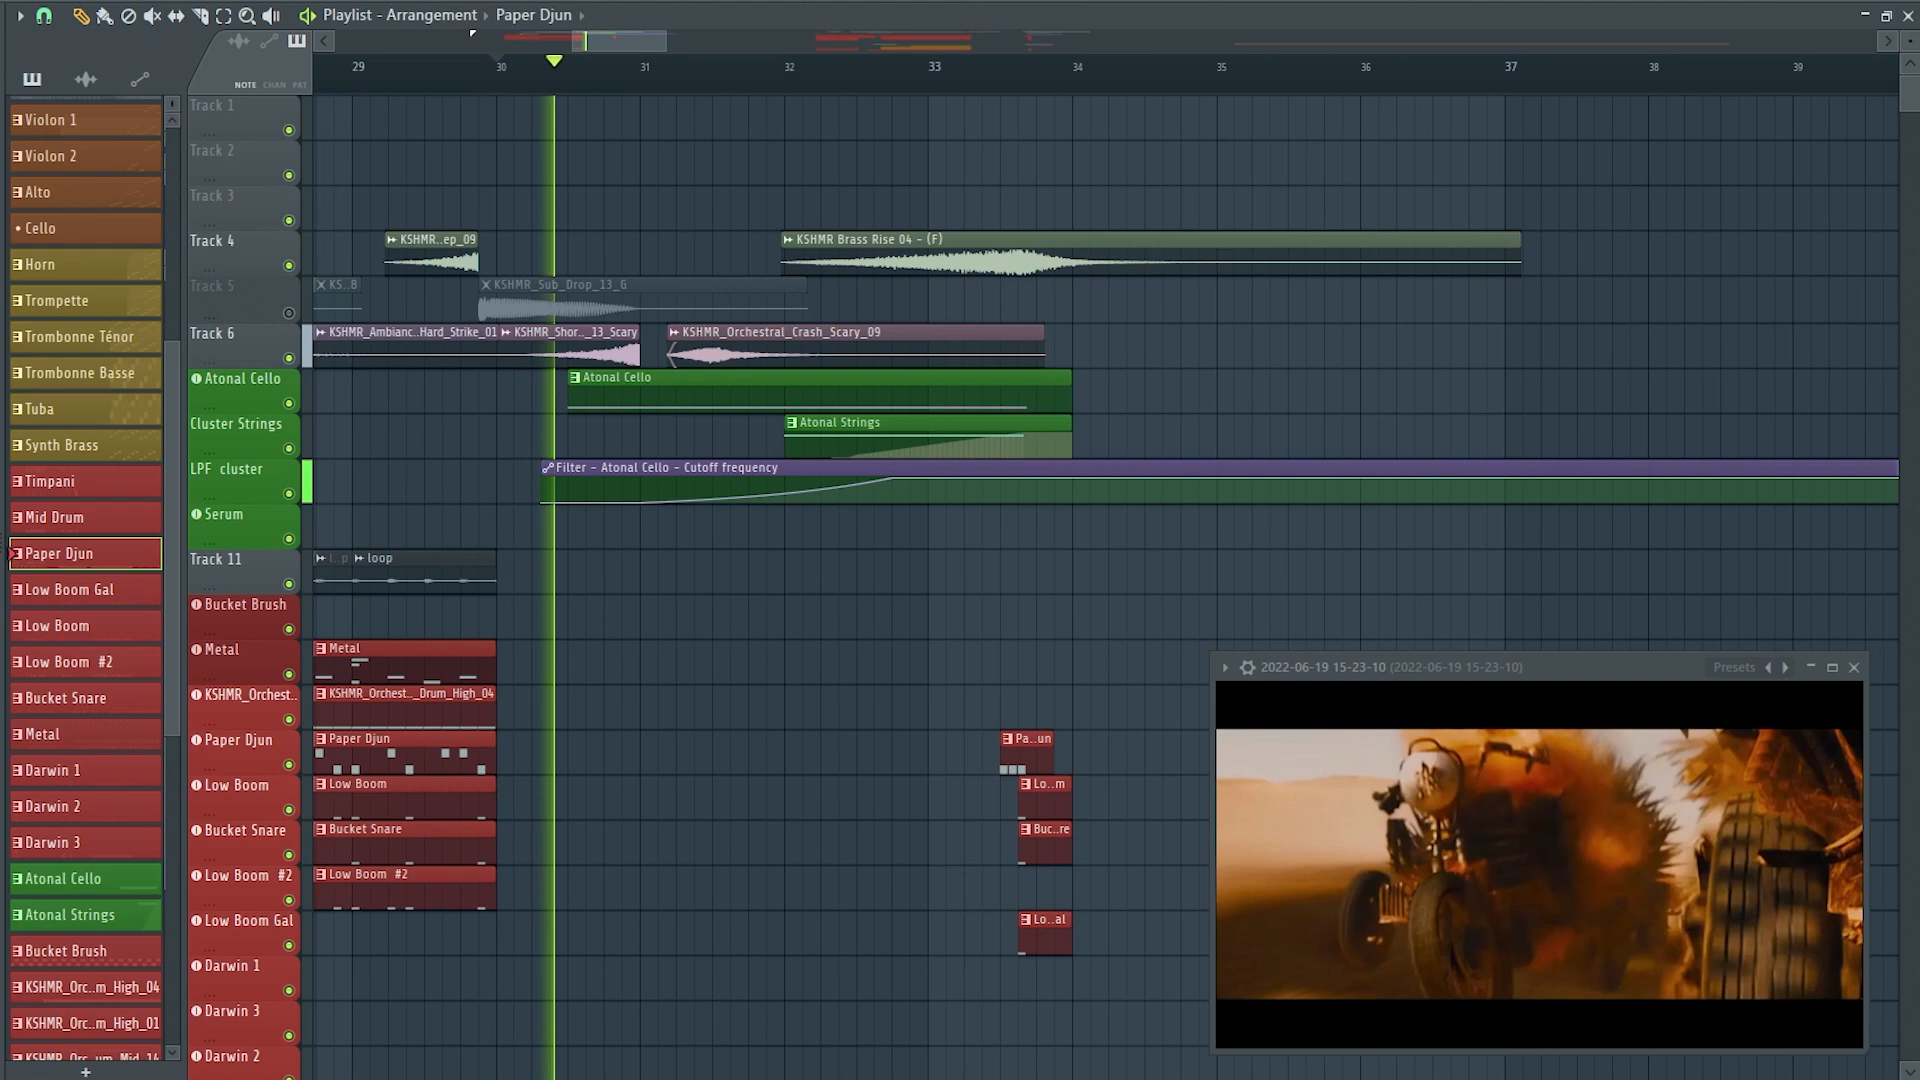 Playlist - Arrangement › Paper Djun ›
NOTE CHAN PAT
29 30 31 32 33 34 35 36 37 38 39
Violon 1
Violon 2
Alto
Cello
Horn
Trompette
Trombonne Ténor
Trombonne Basse
Tuba
Synth Brass
Timpani
Mid Drum
Paper Djun
Low Boom Gal
Low Boom
Low Boom #2
Bucket Snare
Metal
Darwin 1
Darwin 2
Darwin 3
Atonal Cello
Atonal Strings
Bucket Brush
KSHMR_Orc..m_High_04
KSHMR_Orc..m_High_01
KSHMR_Orc..um_Mid_14
+
Track 1
Track 2
Track 3
Track 4
KSHMR..ep_09
KSHMR Brass Rise 04 - (F)
Track 5
KS..8
KSHMR_Sub_Drop_13_G
Track 6
KSHMR_Ambianc..Hard_Strike_01
KSHMR_Shor.._13_Scary
KSHMR_Orchestral_Crash_Scary_09
Atonal Cello
Atonal Cello
Cluster Strings
Atonal Strings
LPF cluster
Filter - Atonal Cello - Cutoff frequency
Serum
Track 11
l..p
loop
Bucket Brush
Metal
Metal
KSHMR_Orchest..
KSHMR_Orchest.._Drum_High_04
Paper Djun
Paper Djun
Pa..un
Low Boom
Low Boom
Lo..m
Bucket Snare
Bucket Snare
Buc..re
Low Boom #2
Low Boom #2
Low Boom Gal
Lo..al
Darwin 1
Darwin 3
Darwin 2
2022-06-19 15-23-10 (2022-06-19 15-23-10)
Presets